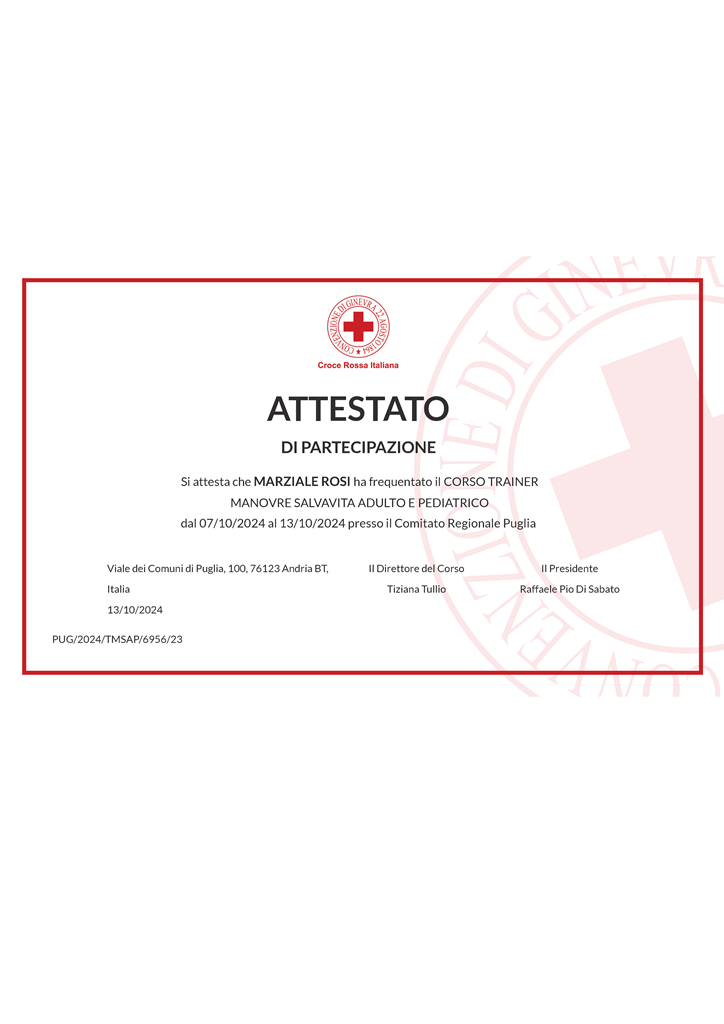 CONVENZIONE DI GINEVRA 22 AGOSTO 1864
Croce Rossa Italiana
ATTESTATO
DI PARTECIPAZIONE
Si attesta che MARZIALE ROSI ha frequentato il CORSO TRAINER
MANOVRE SALVAVITA ADULTO E PEDIATRICO
dal 07/10/2024 al 13/10/2024 presso il Comitato Regionale Puglia
Viale dei Comuni di Puglia, 100, 76123 Andria BT,
Italia
13/10/2024
Il Direttore del Corso
Tiziana Tullio
Il Presidente
Raffaele Pio Di Sabato
PUG/2024/TMSAP/6956/23
CONVENZIONE DI GINEVRA